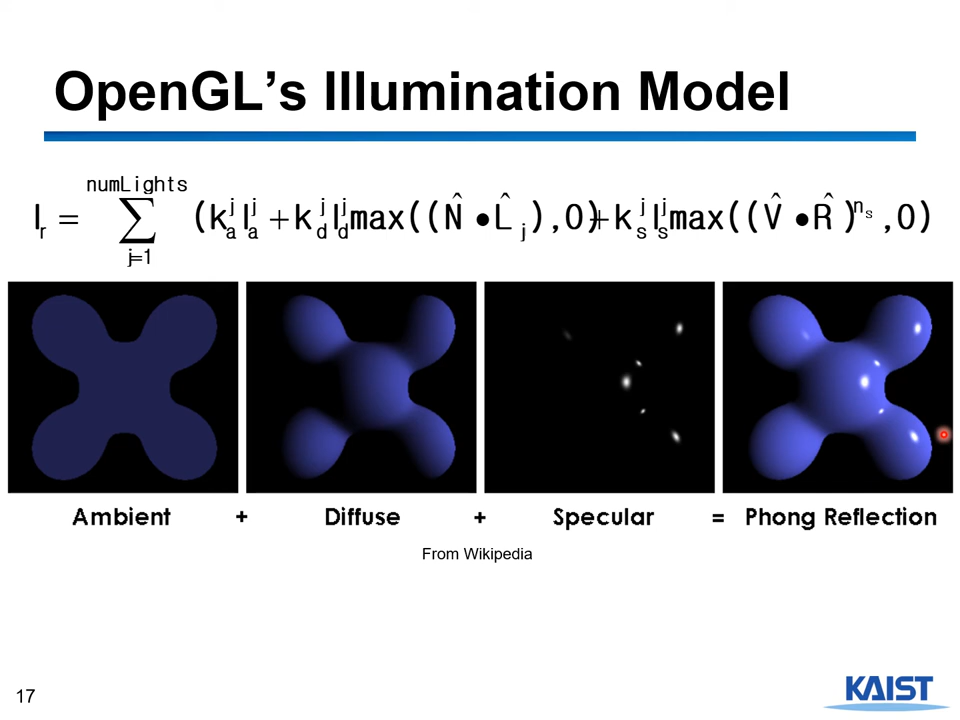 OpenGL’s Illumination Model
numLights
I_r = ∑ (k_a^j I_a^j + k_d^j I_d^j max((N̂ • L̂_j),0) + k_s^j I_s^j max((V̂ • R̂)^{n_s},0)
j=1
Ambient + Diffuse + Specular = Phong Reflection
From Wikipedia
17
KAIST